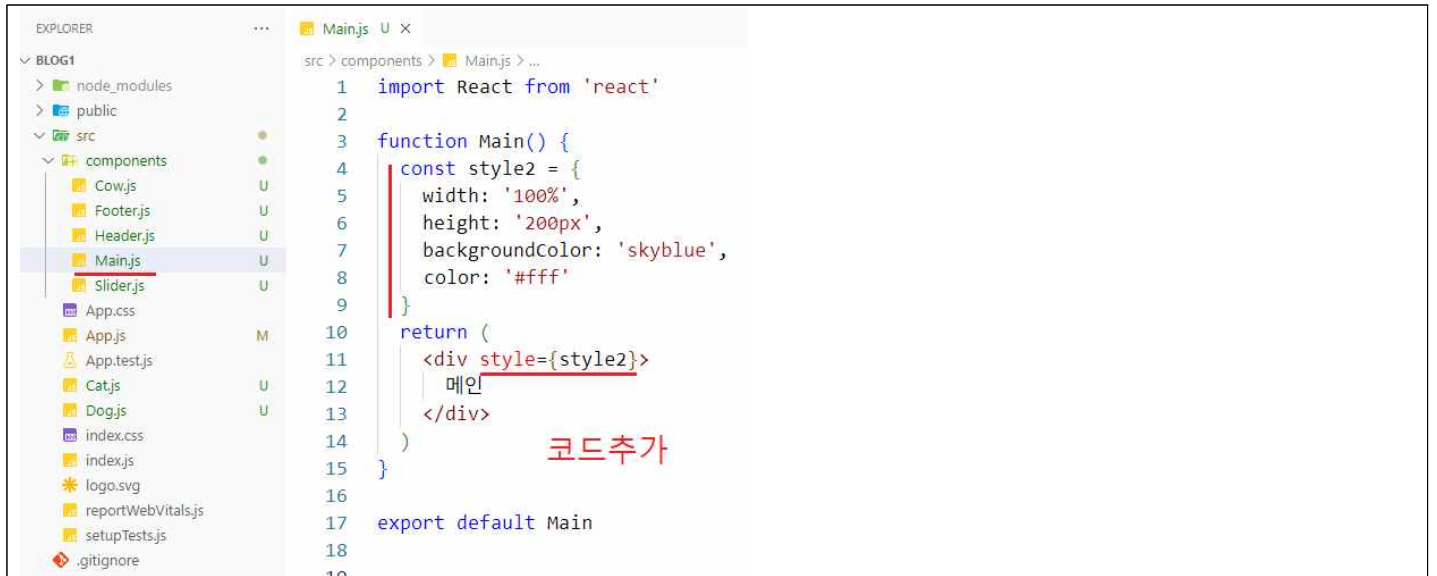 EXPLORER ...
BLOG1
node_modules
public
src
components
Cow.js U
Footer.js U
Header.js U
Main.js U
Slider.js U
App.css
App.js M
App.test.js
Cat.js U
Dog.js U
index.css
index.js
logo.svg
reportWebVitals.js
setupTests.js
.gitignore
Main.js U ×
src > components > Main.js > ...
1 import React from 'react'
2
3 function Main() {
4 const style2 = {
5 width: '100%',
6 height: '200px',
7 backgroundColor: 'skyblue',
8 color: '#fff'
9 }
10 return (
11 <div style={style2}>
12 메인
13 </div>
14 )
코드추가
15 }
16
17 export default Main
18
19